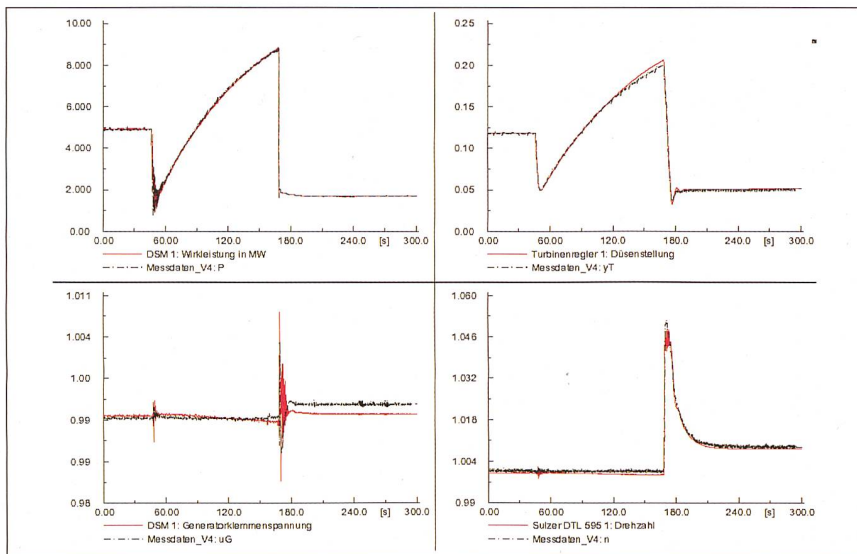 10.00
8.000
6.000
4.000
2.000
0.00
0.00 60.00 120.0 180.0 240.0 [s] 300.0
DSM 1: Wirkleistung in MW
Messdaten_V4: P
0.25
0.20
0.15
0.10
0.05
0.00
0.00 60.00 120.0 180.0 240.0 [s] 300.0
Turbinenregler 1: Düsenstellung
Messdaten_V4: yT
1.011
1.004
1.00
0.99
0.99
0.98
0.00 60.00 120.0 180.0 240.0 [s] 300.0
DSM 1: Generatorklemmenspannung
Messdaten_V4: uG
1.060
1.046
1.032
1.018
1.004
0.99
0.00 60.00 120.0 180.0 240.0 [s] 300.0
Sulzer DTL 595 1: Drehzahl
Messdaten_V4: n